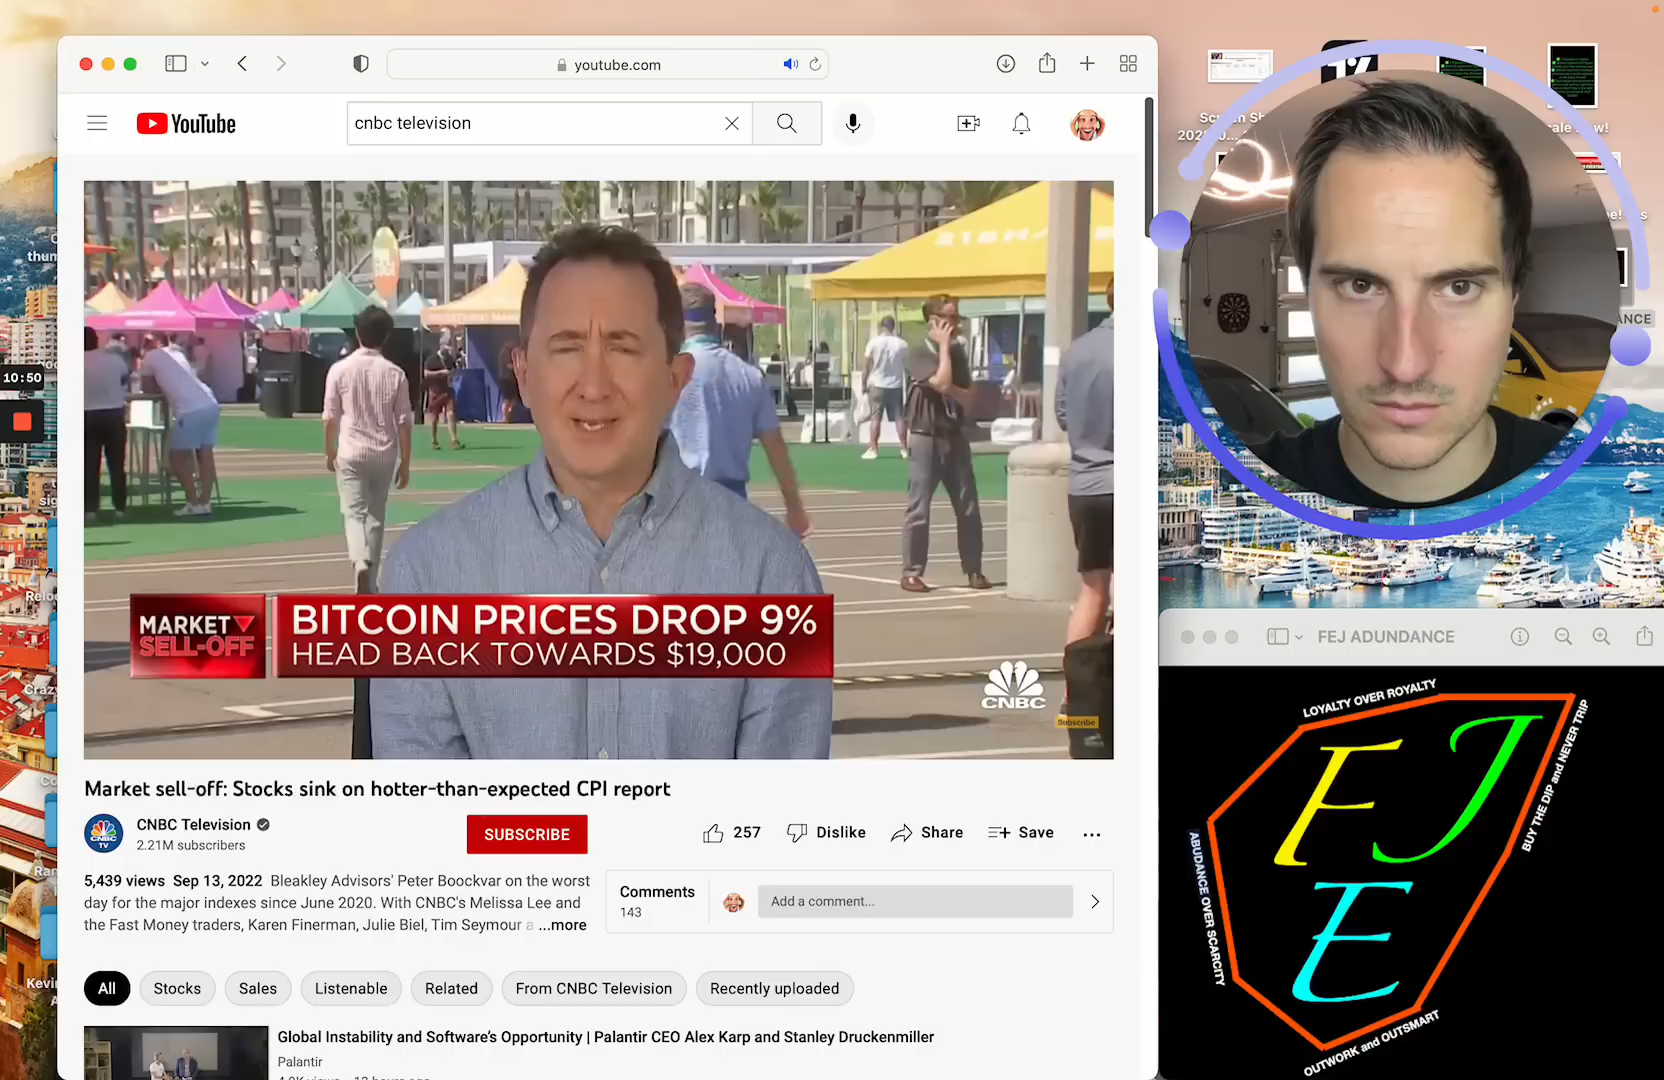 youtube.com
YouTube
cnbc television
10:50
MARKET
SELL-OFF
BITCOIN PRICES DROP 9%
HEAD BACK TOWARDS $19,000
CNBC
Subscribe
Market sell-off: Stocks sink on hotter-than-expected CPI report
CNBC Television
2.21M subscribers
SUBSCRIBE
257
Dislike
Share
Save
5,439 views Sep 13, 2022 Bleakley Advisors' Peter Boockvar on the worst
day for the major indexes since June 2020. With CNBC's Melissa Lee and
the Fast Money traders, Karen Finerman, Julie Biel, Tim Seymour a ...more
Comments
143
Add a comment...
All
Stocks
Sales
Listenable
Related
From CNBC Television
Recently uploaded
Global Instability and Software's Opportunity | Palantir CEO Alex Karp and Stanley Druckenmiller
Palantir
FEJ ADUNDANCE
LOYALTY OVER ROYALTY
BUY THE DIP and NEVER TRIP
ABUDANCE OVER SCARCITY
OUTWORK and OUTSMART
F J
E